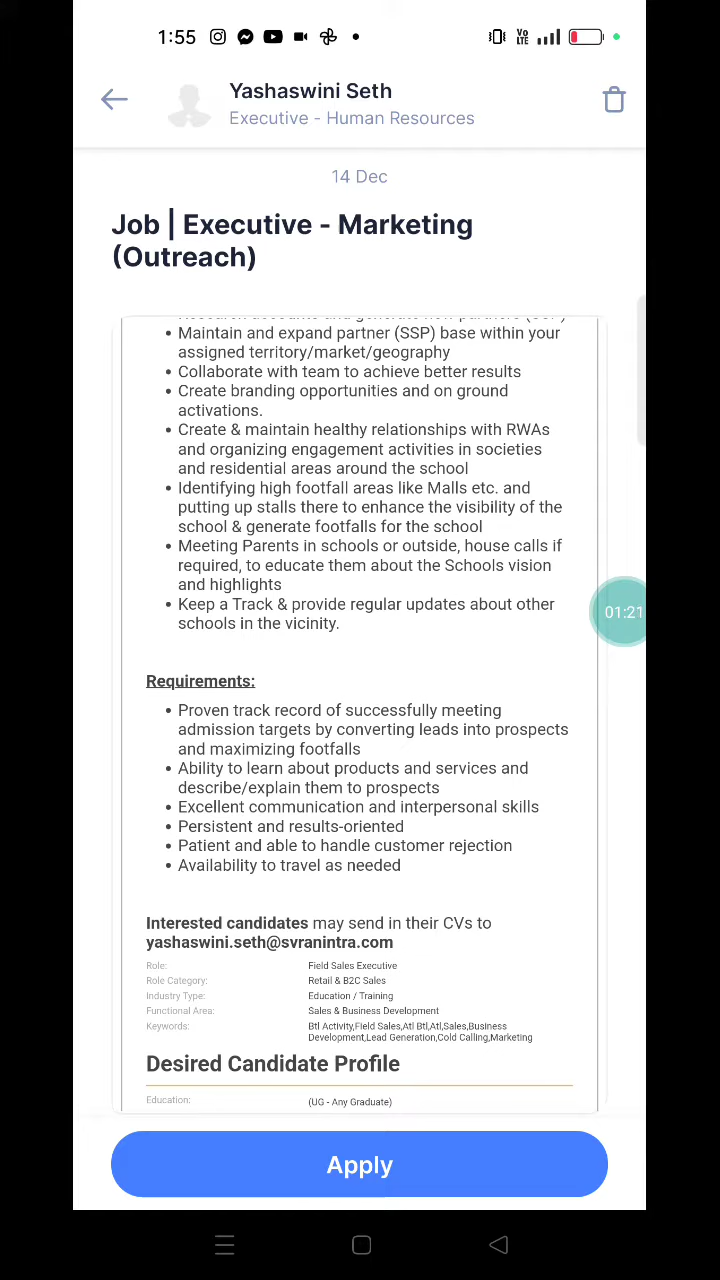 1:55
Vo
LTE
Yashaswini Seth
Executive - Human Resources
14 Dec
Job | Executive - Marketing
(Outreach)
• Maintain and expand partner (SSP) base within your
assigned territory/market/geography
• Collaborate with team to achieve better results
• Create branding opportunities and on ground
activations.
• Create & maintain healthy relationships with RWAs
and organizing engagement activities in societies
and residential areas around the school
• Identifying high footfall areas like Malls etc. and
putting up stalls there to enhance the visibility of the
school & generate footfalls for the school
• Meeting Parents in schools or outside, house calls if
required, to educate them about the Schools vision
and highlights
• Keep a Track & provide regular updates about other
schools in the vicinity.
01:21
Requirements:
• Proven track record of successfully meeting
admission targets by converting leads into prospects
and maximizing footfalls
• Ability to learn about products and services and
describe/explain them to prospects
• Excellent communication and interpersonal skills
• Persistent and results-oriented
• Patient and able to handle customer rejection
• Availability to travel as needed
Interested candidates may send in their CVs to
yashaswini.seth@svranintra.com
Role: Field Sales Executive
Role Category: Retail & B2C Sales
Industry Type: Education / Training
Functional Area: Sales & Business Development
Keywords: Btl Activity,Field Sales,Atl Btl,Atl,Sales,Business
Development,Lead Generation,Cold Calling,Marketing
Desired Candidate Profile
Education: (UG - Any Graduate)
Apply